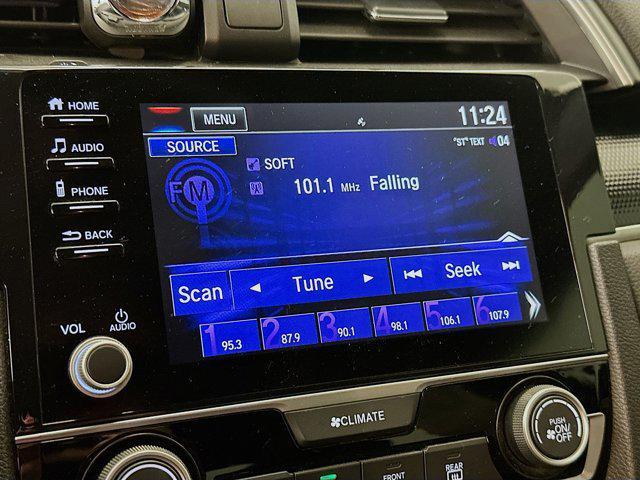 HOME
MENU
11:24
AUDIO
SOURCE
"ST" TEXT 04
FM
SOFT
101.1 MHz Falling
PHONE
BACK
Scan
Tune
Seek
VOL
AUDIO
1 95.3
2 87.9
3 90.1
4 98.1
5 106.1
6 107.9
CLIMATE
PUSH
ON/
OFF
FRONT
REAR